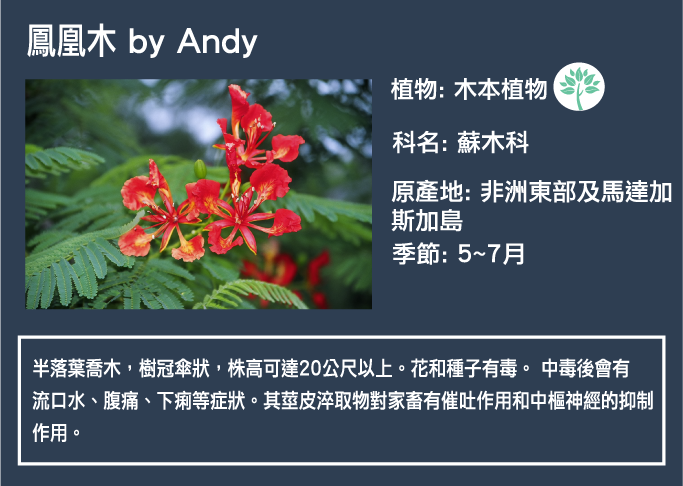 鳳凰木 by Andy
植物: 木本植物
科名: 蘇木科
原產地: 非洲東部及馬達加
斯加島
季節: 5~7月
半落葉喬木，樹冠傘狀，株高可達20公尺以上。花和種子有毒。 中毒後會有
流口水、腹痛、下痢等症狀。其莖皮淬取物對家畜有催吐作用和中樞神經的抑制
作用。